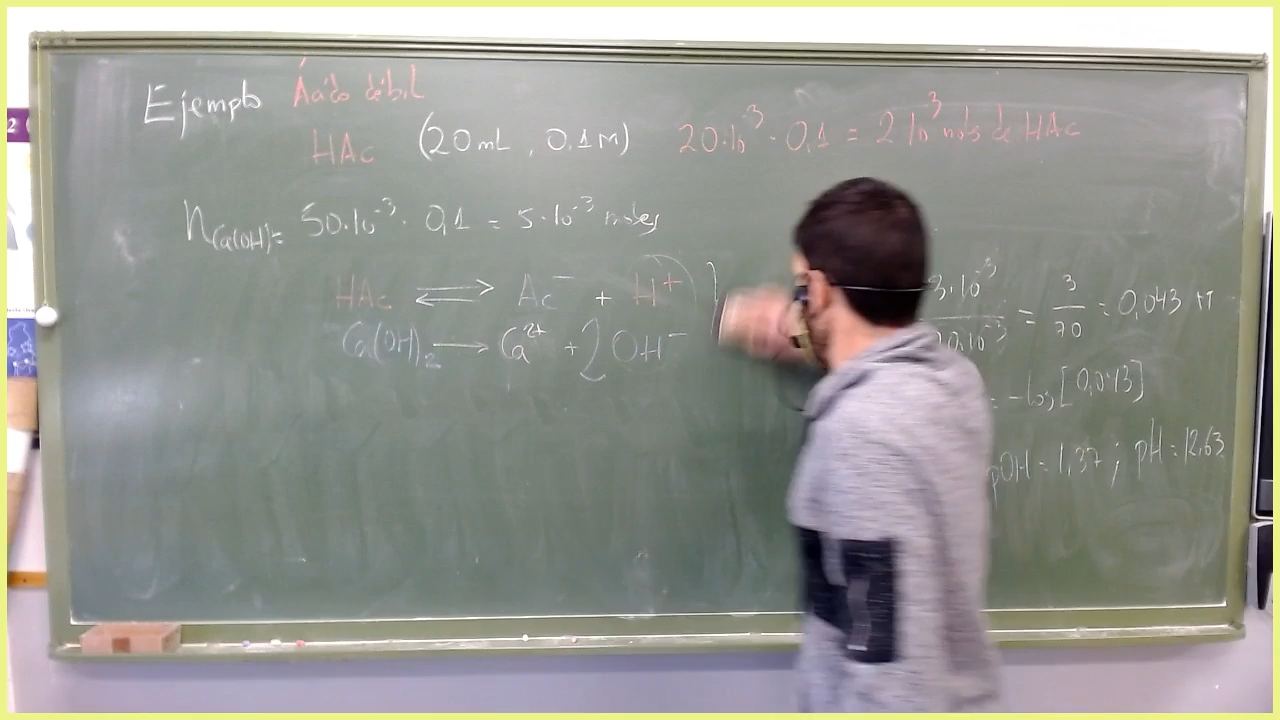 Ejemplo Ácido débil
HAc (20 mL , 0,1 M) 20·10⁻³ · 0,1 = 2 10⁻³ moles de HAc
n Ca(OH)= 50·10⁻³ · 0,1 = 5·10⁻³ moles
HAc ⇌ Ac⁻ + H⁺
Ca(OH)₂ → Ca²⁺ + 2 OH⁻
3·10⁻³ / 70·10⁻³ = 3/70 = 0,043 M
= -log [0,043]
pOH = 1,37 ; pH = 12,63
2